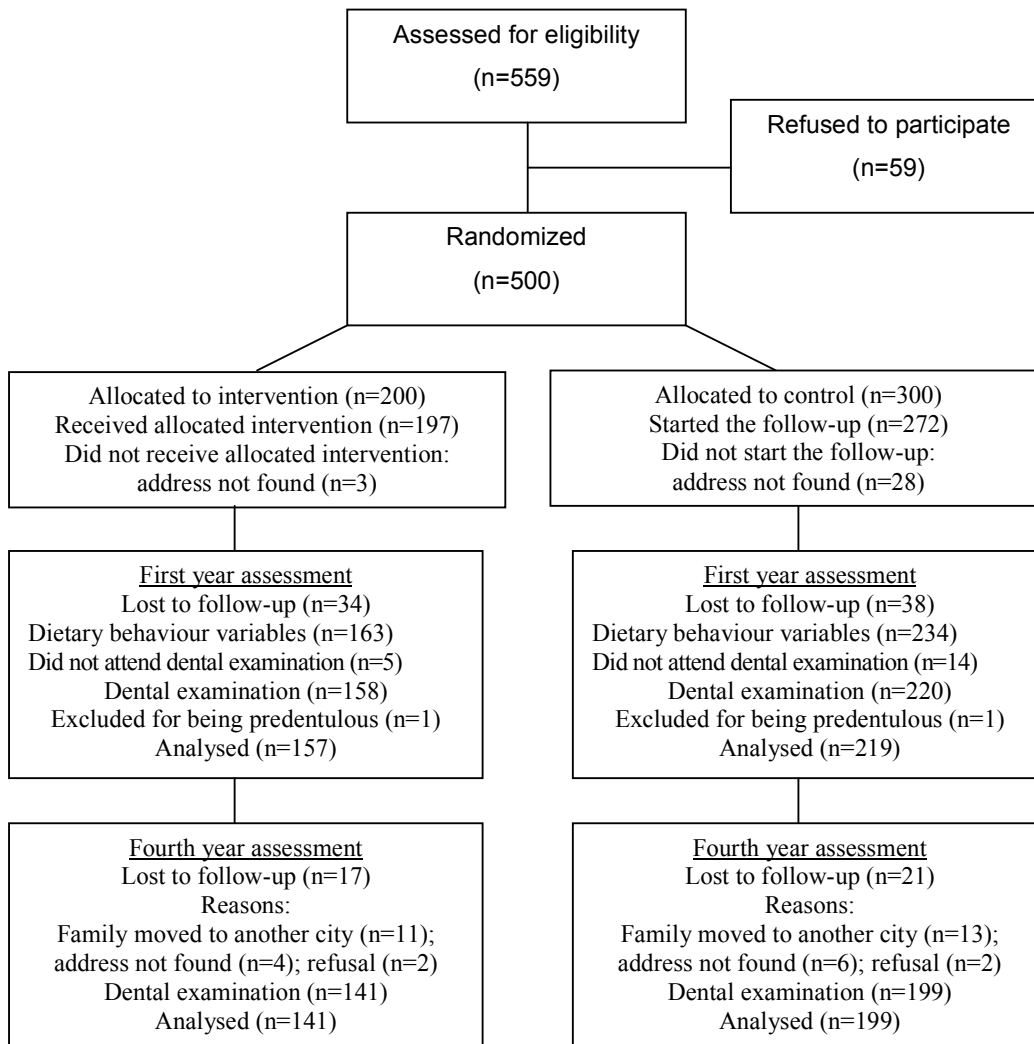 Assessed for eligibility
(n=559)
Refused to participate
(n=59)
Randomized
(n=500)
Allocated to intervention (n=200)
Received allocated intervention (n=197)
Did not receive allocated intervention:
address not found (n=3)
Allocated to control (n=300)
Started the follow-up (n=272)
Did not start the follow-up:
address not found (n=28)
First year assessment
Lost to follow-up (n=34)
Dietary behaviour variables (n=163)
Did not attend dental examination (n=5)
Dental examination (n=158)
Excluded for being predentulous (n=1)
Analysed (n=157)
First year assessment
Lost to follow-up (n=38)
Dietary behaviour variables (n=234)
Did not attend dental examination (n=14)
Dental examination (n=220)
Excluded for being predentulous (n=1)
Analysed (n=219)
Fourth year assessment
Lost to follow-up (n=17)
Reasons:
Family moved to another city (n=11);
address not found (n=4); refusal (n=2)
Dental examination (n=141)
Analysed (n=141)
Fourth year assessment
Lost to follow-up (n=21)
Reasons:
Family moved to another city (n=13);
address not found (n=6); refusal (n=2)
Dental examination (n=199)
Analysed (n=199)